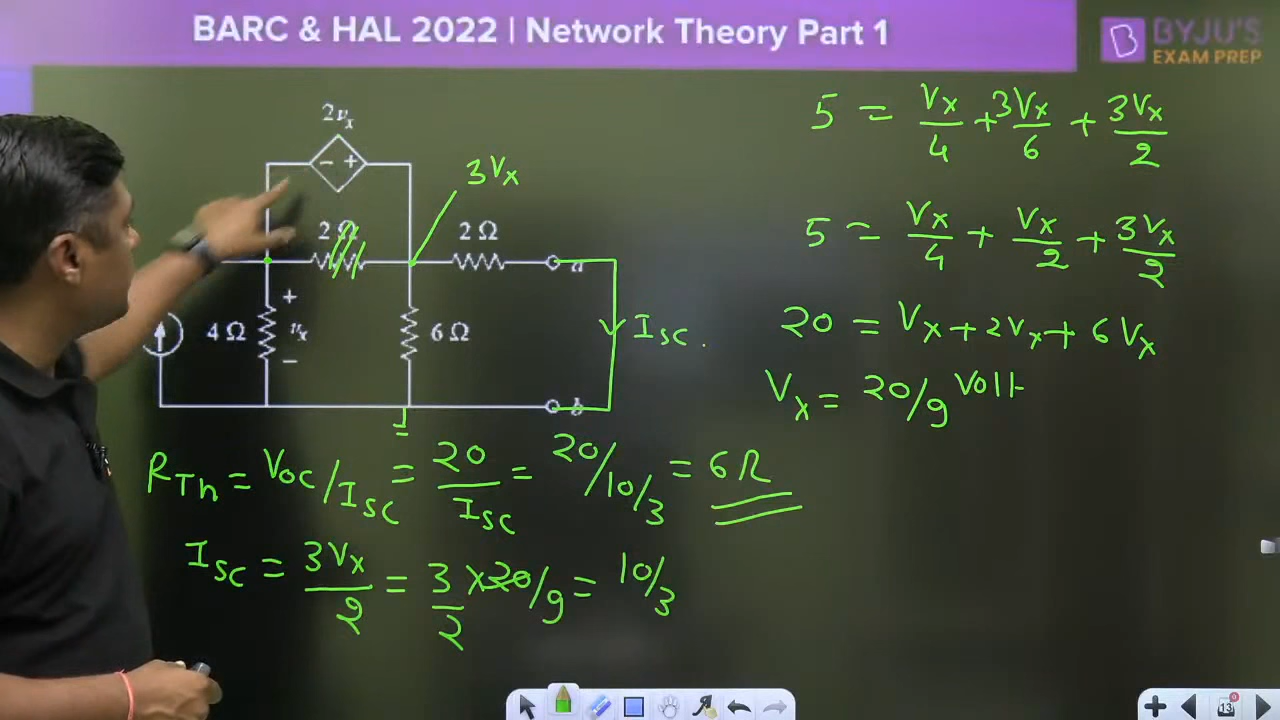 BARC & HAL 2022 | Network Theory Part 1
BYJU'S
EXAM PREP
2vx
3Vx
2 Ω
2 Ω
a
4 Ω
+
vx
−
6 Ω
Isc.
b
5 = Vx/4 + 3Vx/6 + 3Vx/2
5 = Vx/4 + Vx/2 + 3Vx/2
20 = Vx + 2Vx + 6Vx
Vx = 20/9 Volt
RTh = Voc/Isc = 20/Isc = 20/10/3 = 6Ω
Isc = 3Vx/2 = 3/2 × 20/9 = 10/3
13